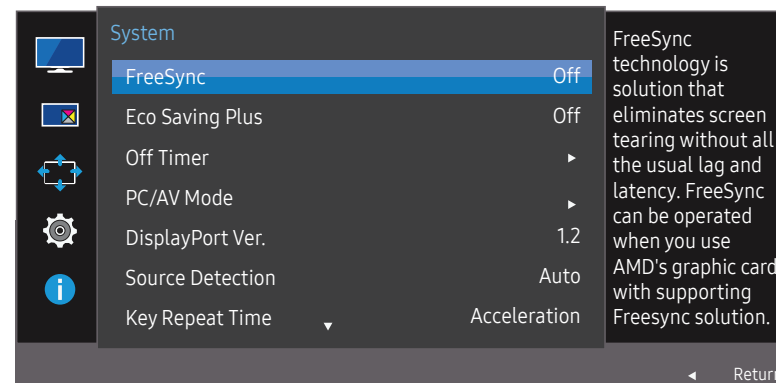 System
FreeSync Off
Eco Saving Plus Off
Off Timer
PC/AV Mode
DisplayPort Ver. 1.2
Source Detection Auto
Key Repeat Time Acceleration
FreeSync
technology is
solution that
eliminates screen
tearing without all
the usual lag and
latency. FreeSync
can be operated
when you use
AMD's graphic card
with supporting
Freesync solution.
Return